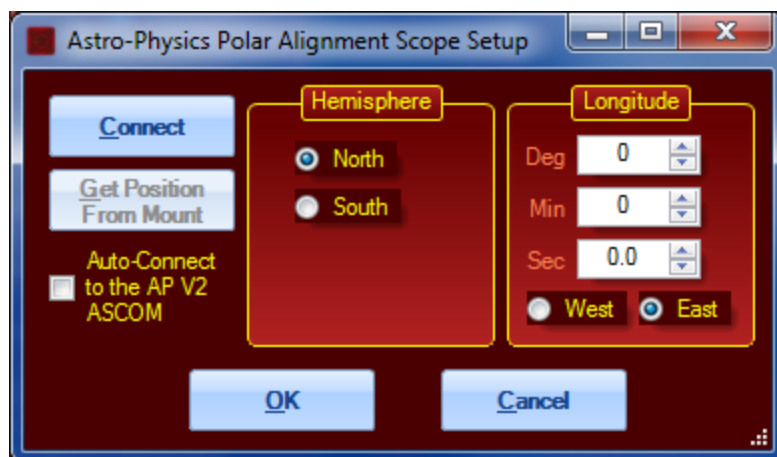 Astro-Physics Polar Alignment Scope Setup
Connect
Get Position
From Mount
Auto-Connect
to the AP V2
ASCOM
Hemisphere
North
South
Longitude
Deg 0
Min 0
Sec 0.0
West East
OK Cancel